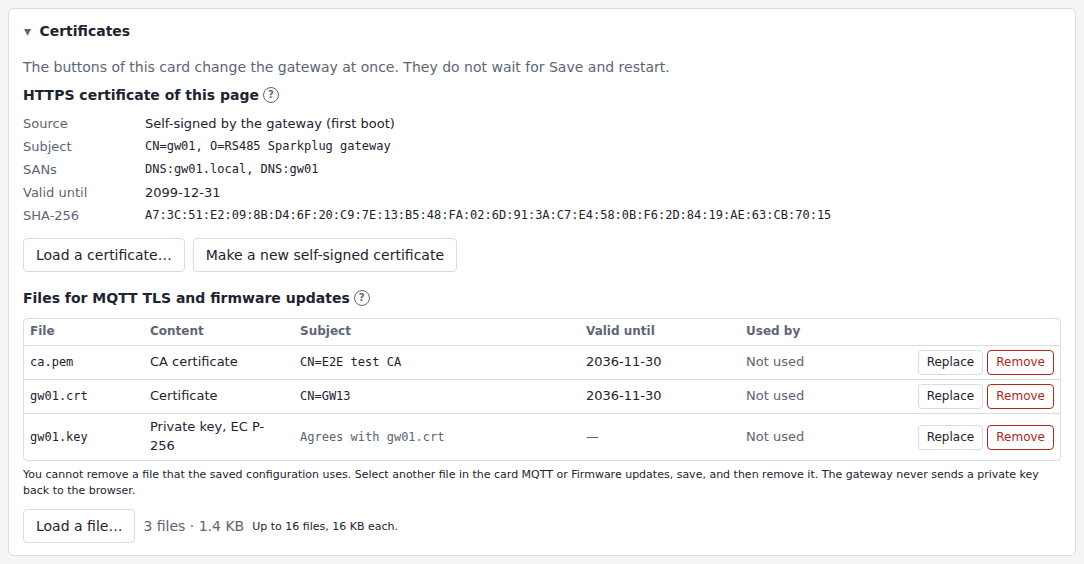 ▼ Certificates
The buttons of this card change the gateway at once. They do not wait for Save and restart.
HTTPS certificate of this page ?
Source Self-signed by the gateway (first boot)
Subject CN=gw01, O=RS485 Sparkplug gateway
SANs DNS:gw01.local, DNS:gw01
Valid until 2099-12-31
SHA-256 A7:3C:51:E2:09:8B:D4:6F:20:C9:7E:13:B5:48:FA:02:6D:91:3A:C7:E4:58:0B:F6:2D:84:19:AE:63:CB:70:15
Load a certificate… Make a new self-signed certificate
Files for MQTT TLS and firmware updates ?
File Content Subject Valid until Used by
ca.pem CA certificate CN=E2E test CA 2036-11-30 Not used Replace Remove
gw01.crt Certificate CN=GW13 2036-11-30 Not used Replace Remove
gw01.key Private key, EC P-256 Agrees with gw01.crt — Not used Replace Remove
You cannot remove a file that the saved configuration uses. Select another file in the card MQTT or Firmware updates, save, and then remove it. The gateway never sends a private key
back to the browser.
Load a file… 3 files · 1.4 KB Up to 16 files, 16 KB each.